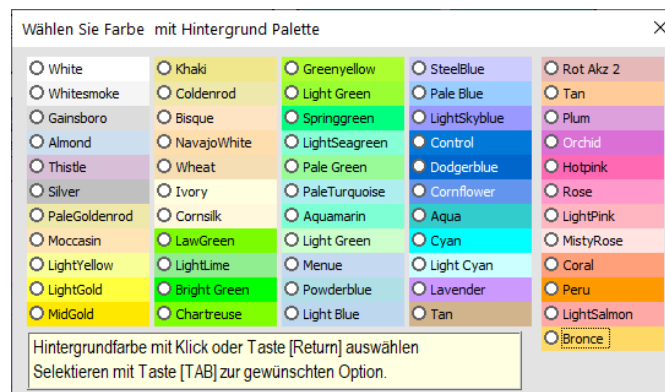 Wählen Sie Farbe mit Hintergrund Palette
White
Whitesmoke
Gainsboro
Almond
Thistle
Silver
PaleGoldenrod
Moccasin
LightYellow
LightGold
MidGold
Khaki
Coldenrod
Bisque
NavajoWhite
Wheat
Ivory
Cornsilk
LawGreen
LightLime
Bright Green
Chartreuse
Greenyellow
Light Green
Springgreen
LightSeagreen
Pale Green
PaleTurquoise
Aquamarin
Light Green
Menue
Powderblue
Light Blue
SteelBlue
Pale Blue
LightSkyblue
Control
Dodgerblue
Cornflower
Aqua
Cyan
Light Cyan
Lavender
Tan
Rot Akz 2
Tan
Plum
Orchid
Hotpink
Rose
LightPink
MistyRose
Coral
Peru
LightSalmon
Bronce
Hintergrundfarbe mit Klick oder Taste [Return] auswählen
Selektieren mit Taste [TAB] zur gewünschten Option.